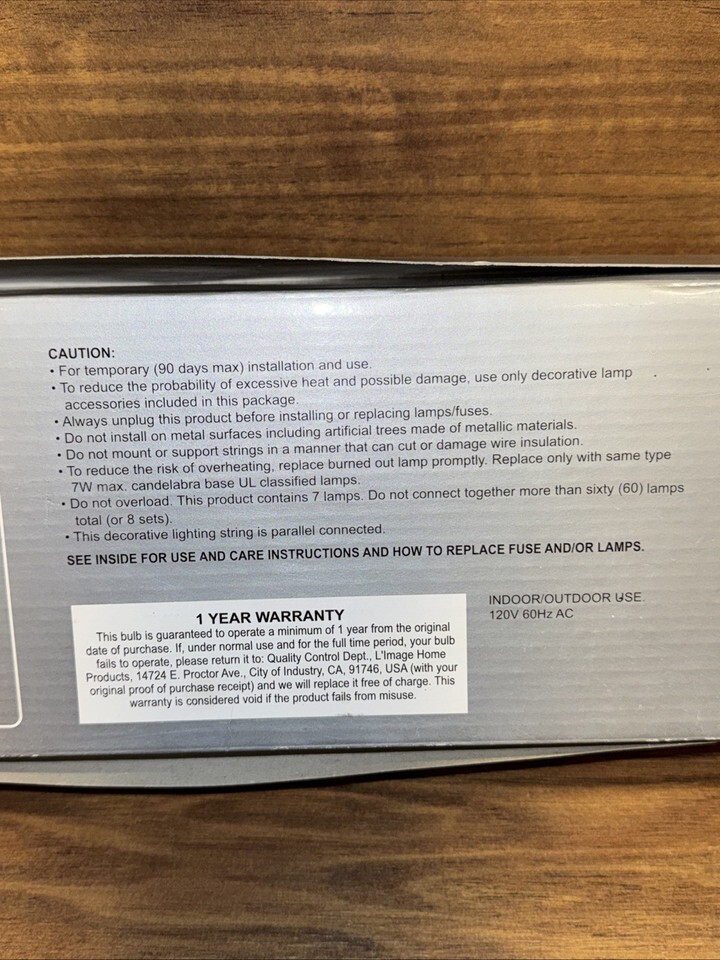 CAUTION:
• For temporary (90 days max) installation and use.
• To reduce the probability of excessive heat and possible damage, use only decorative lamp
accessories included in this package.
• Always unplug this product before installing or replacing lamps/fuses.
• Do not install on metal surfaces including artificial trees made of metallic materials.
• Do not mount or support strings in a manner that can cut or damage wire insulation.
• To reduce the risk of overheating, replace burned out lamp promptly. Replace only with same type
7W max. candelabra base UL classified lamps.
• Do not overload. This product contains 7 lamps. Do not connect together more than sixty (60) lamps
total (or 8 sets).
• This decorative lighting string is parallel connected.
SEE INSIDE FOR USE AND CARE INSTRUCTIONS AND HOW TO REPLACE FUSE AND/OR LAMPS.
INDOOR/OUTDOOR USE.
120V 60Hz AC
1 YEAR WARRANTY
This bulb is guaranteed to operate a minimum of 1 year from the original
date of purchase. If, under normal use and for the full time period, your bulb
fails to operate, please return it to: Quality Control Dept., L'Image Home
Products, 14724 E. Proctor Ave., City of Industry, CA, 91746, USA (with your
original proof of purchase receipt) and we will replace it free of charge. This
warranty is considered void if the product fails from misuse.